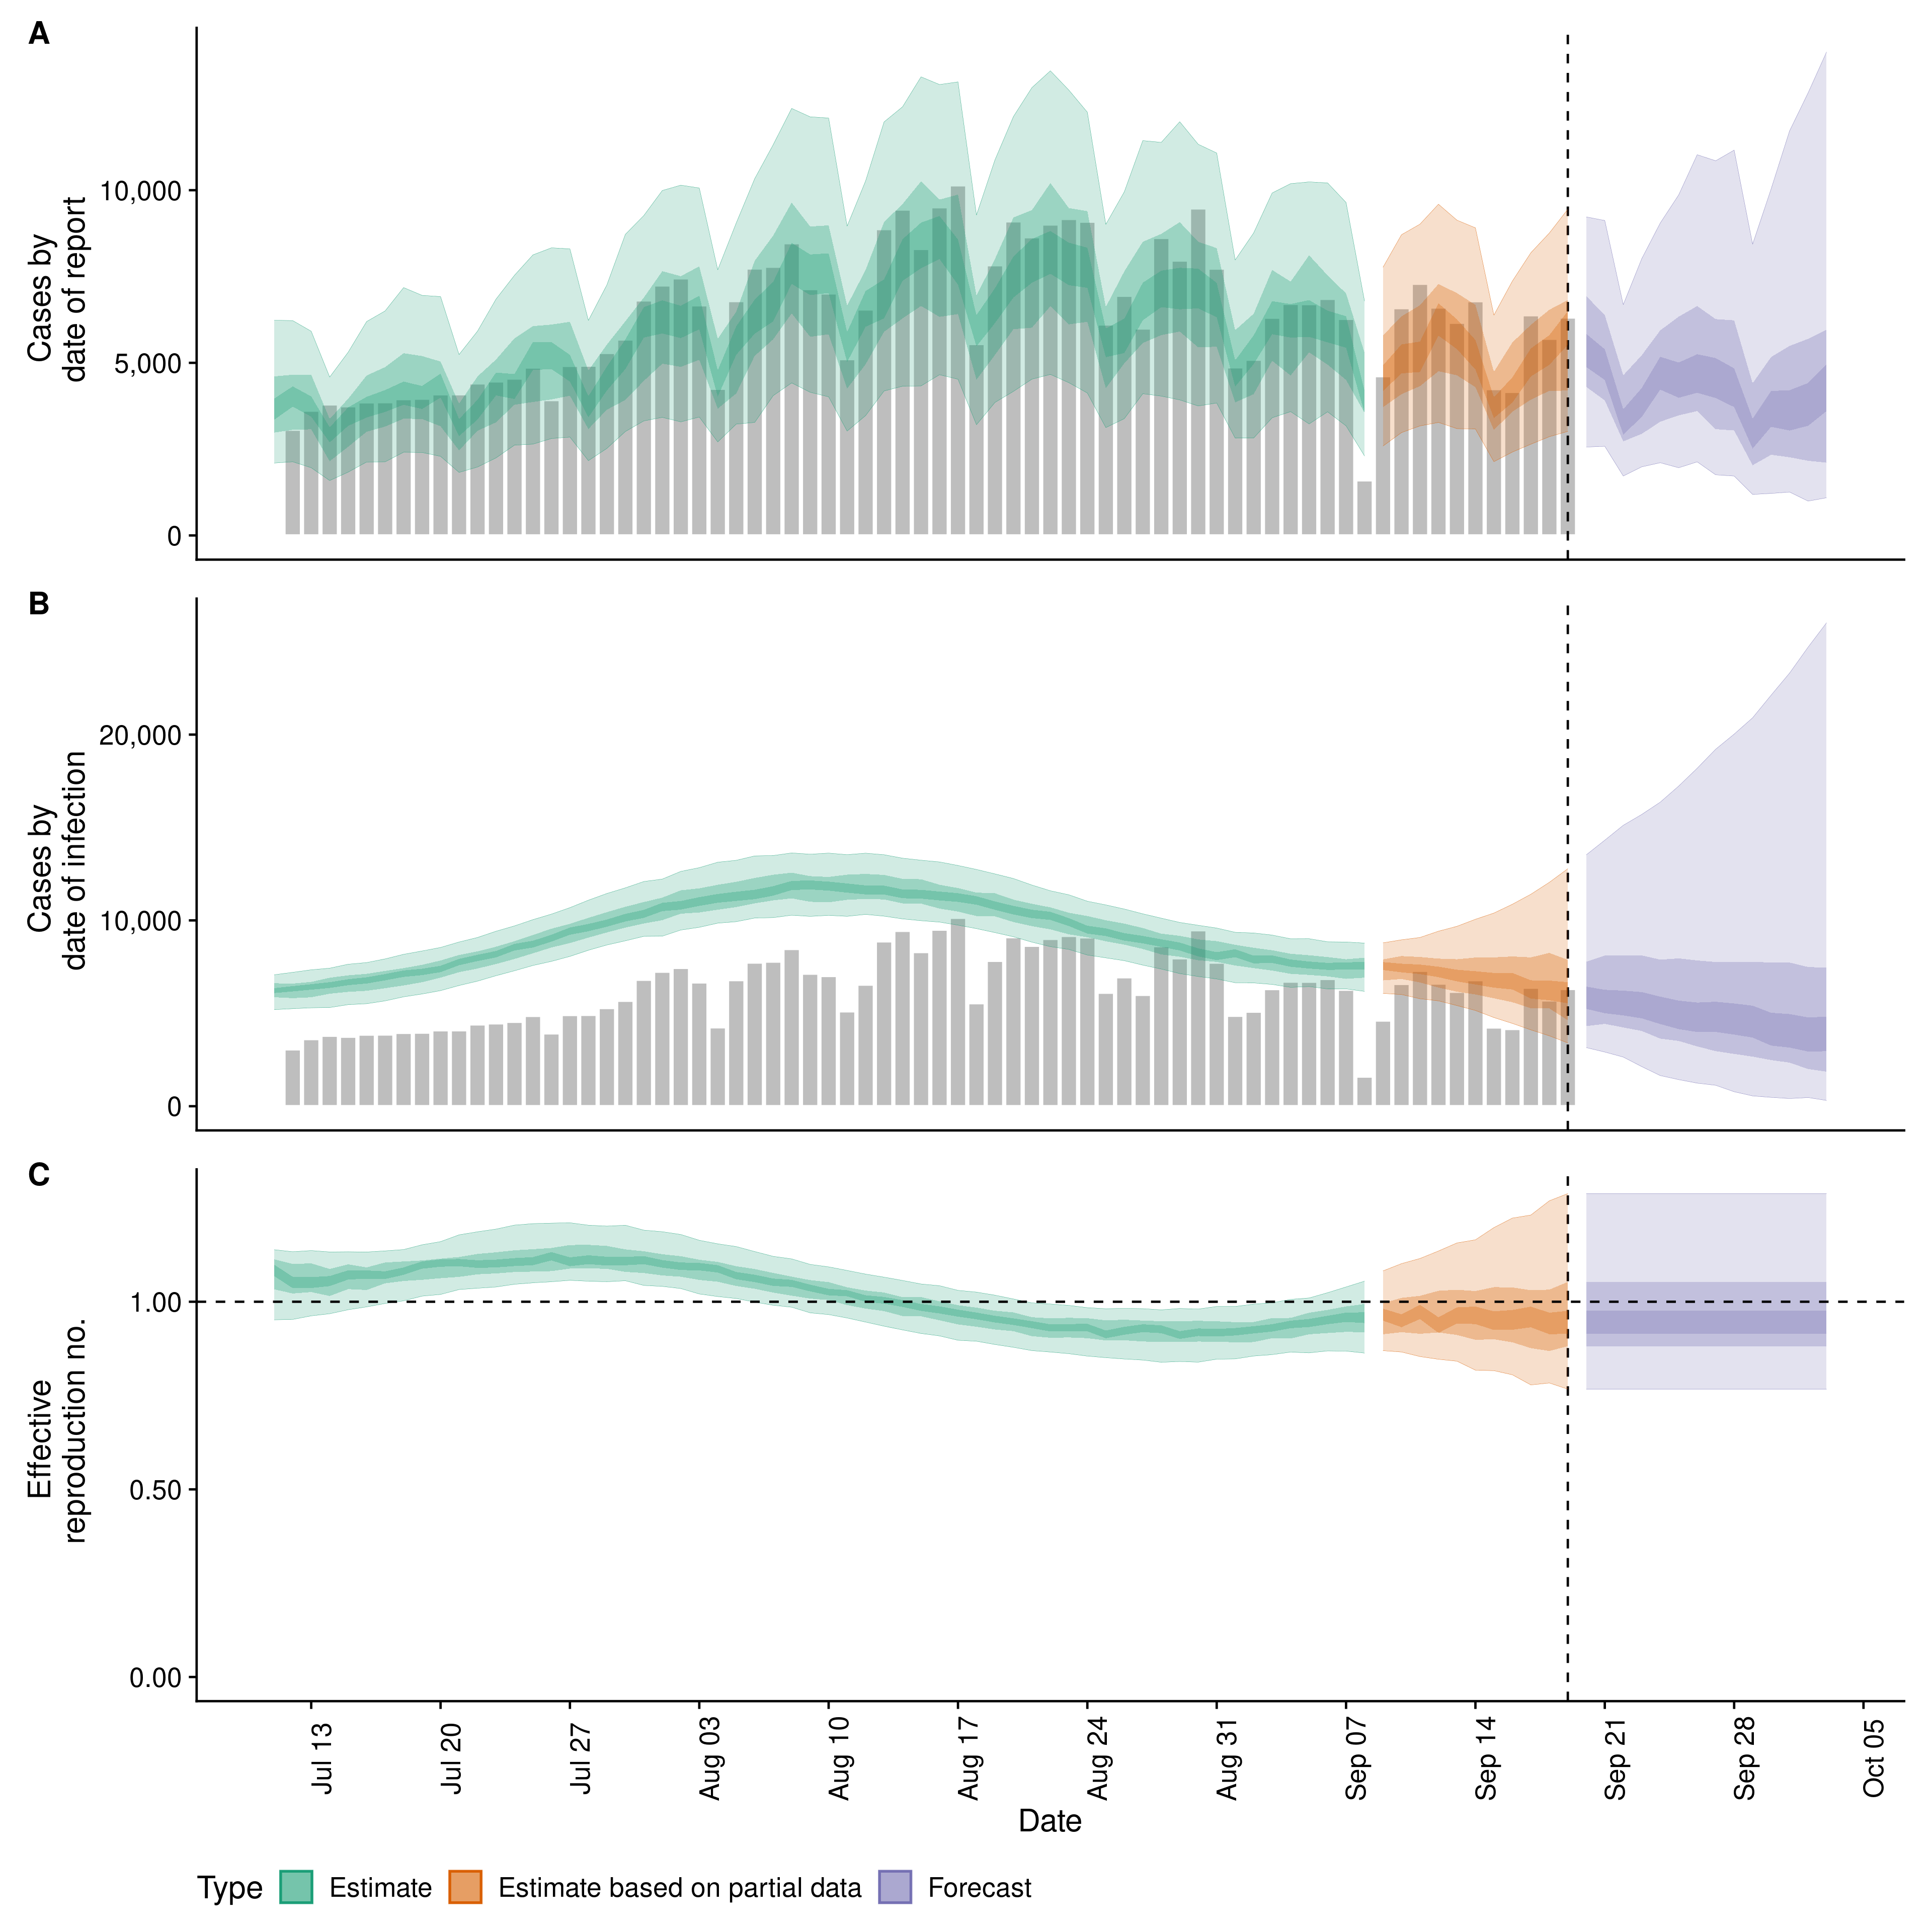 A
Cases by
date of report
10,000
5,000
0
B
Cases by
date of infection
20,000
10,000
0
C
Effective
reproduction no.
1.00
0.50
0.00
Jul 13
Jul 20
Jul 27
Aug 03
Aug 10
Aug 17
Aug 24
Aug 31
Sep 07
Sep 14
Sep 21
Sep 28
Oct 05
Date
Type
Estimate
Estimate based on partial data
Forecast